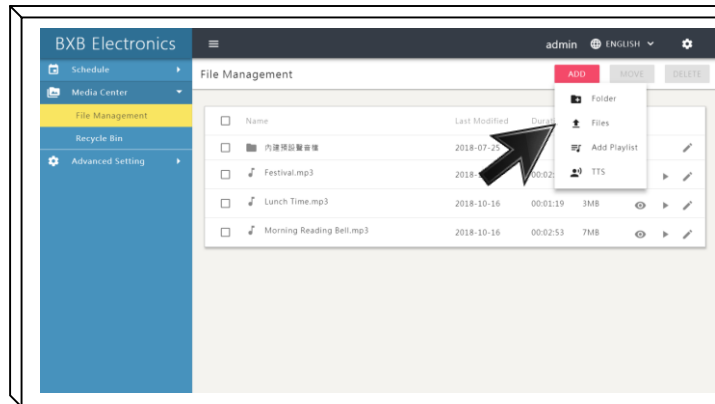 BXB Electronics
admin ENGLISH
Schedule
File Management
ADD MOVE DELETE
Media Center
File Management
Recycle Bin
Advanced Setting
Folder
Files
Add Playlist
TTS
Name Last Modified
內建預設聲音檔 2018-07-25
Festival.mp3 00:02:
Lunch Time.mp3 2018-10-16 00:01:19 3MB
Morning Reading Bell.mp3 2018-10-16 00:02:53 7MB